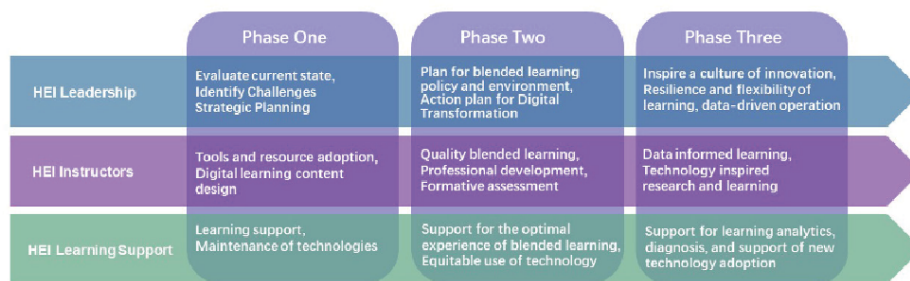 Phase One
Phase Two
Phase Three
HEI Leadership
Evaluate current state,
Identify Challenges
Strategic Planning
Plan for blended learning
policy and environment,
Action plan for Digital
Transformation
Inspire a culture of innovation,
Resilience and flexibility of
learning, data-driven operation
HEI Instructors
Tools and resource adoption,
Digital learning content
design
Quality blended learning,
Professional development,
Formative assessment
Data informed learning,
Technology inspired
research and learning
HEI Learning Support
Learning support,
Maintenance of technologies
Support for the optimal
experience of blended learning,
Equitable use of technology
Support for learning analytics,
diagnosis, and support of new
technology adoption